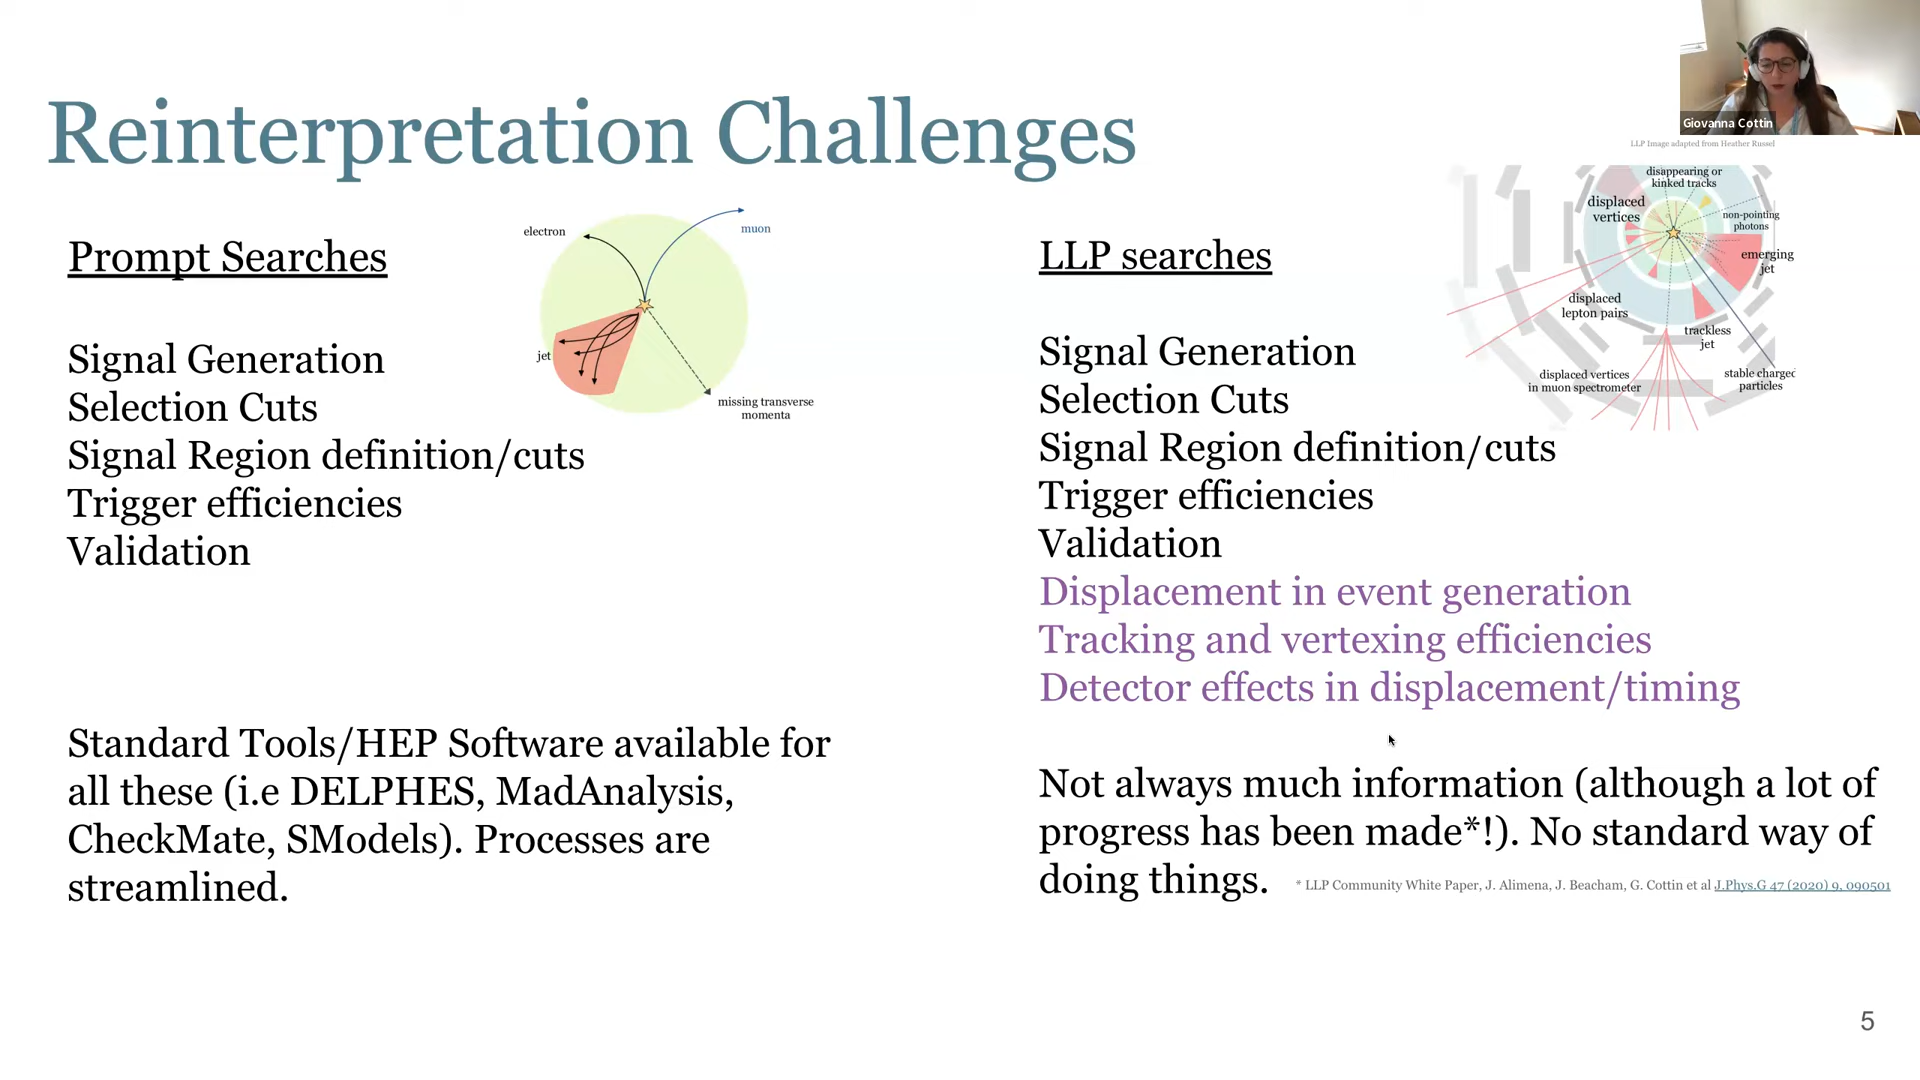 Reinterpretation Challenges
Giovanna Cottin
LLP Image adapted from Heather Russel
Prompt Searches
electron
muon
jet
missing transverse
momenta
Signal Generation
Selection Cuts
Signal Region definition/cuts
Trigger efficiencies
Validation
Standard Tools/HEP Software available for
all these (i.e DELPHES, MadAnalysis,
CheckMate, SModels). Processes are
streamlined.
LLP searches
disappearing or
kinked tracks
displaced
vertices
non-pointing
photons
emerging
jet
displaced
lepton pairs
trackless
jet
displaced vertices
in muon spectrometer
stable charged
particles
Signal Generation
Selection Cuts
Signal Region definition/cuts
Trigger efficiencies
Validation
Displacement in event generation
Tracking and vertexing efficiencies
Detector effects in displacement/timing
Not always much information (although a lot of
progress has been made*!). No standard way of
doing things.
* LLP Community White Paper, J. Alimena, J. Beacham, G. Cottin et al J.Phys.G 47 (2020) 9, 090501
5